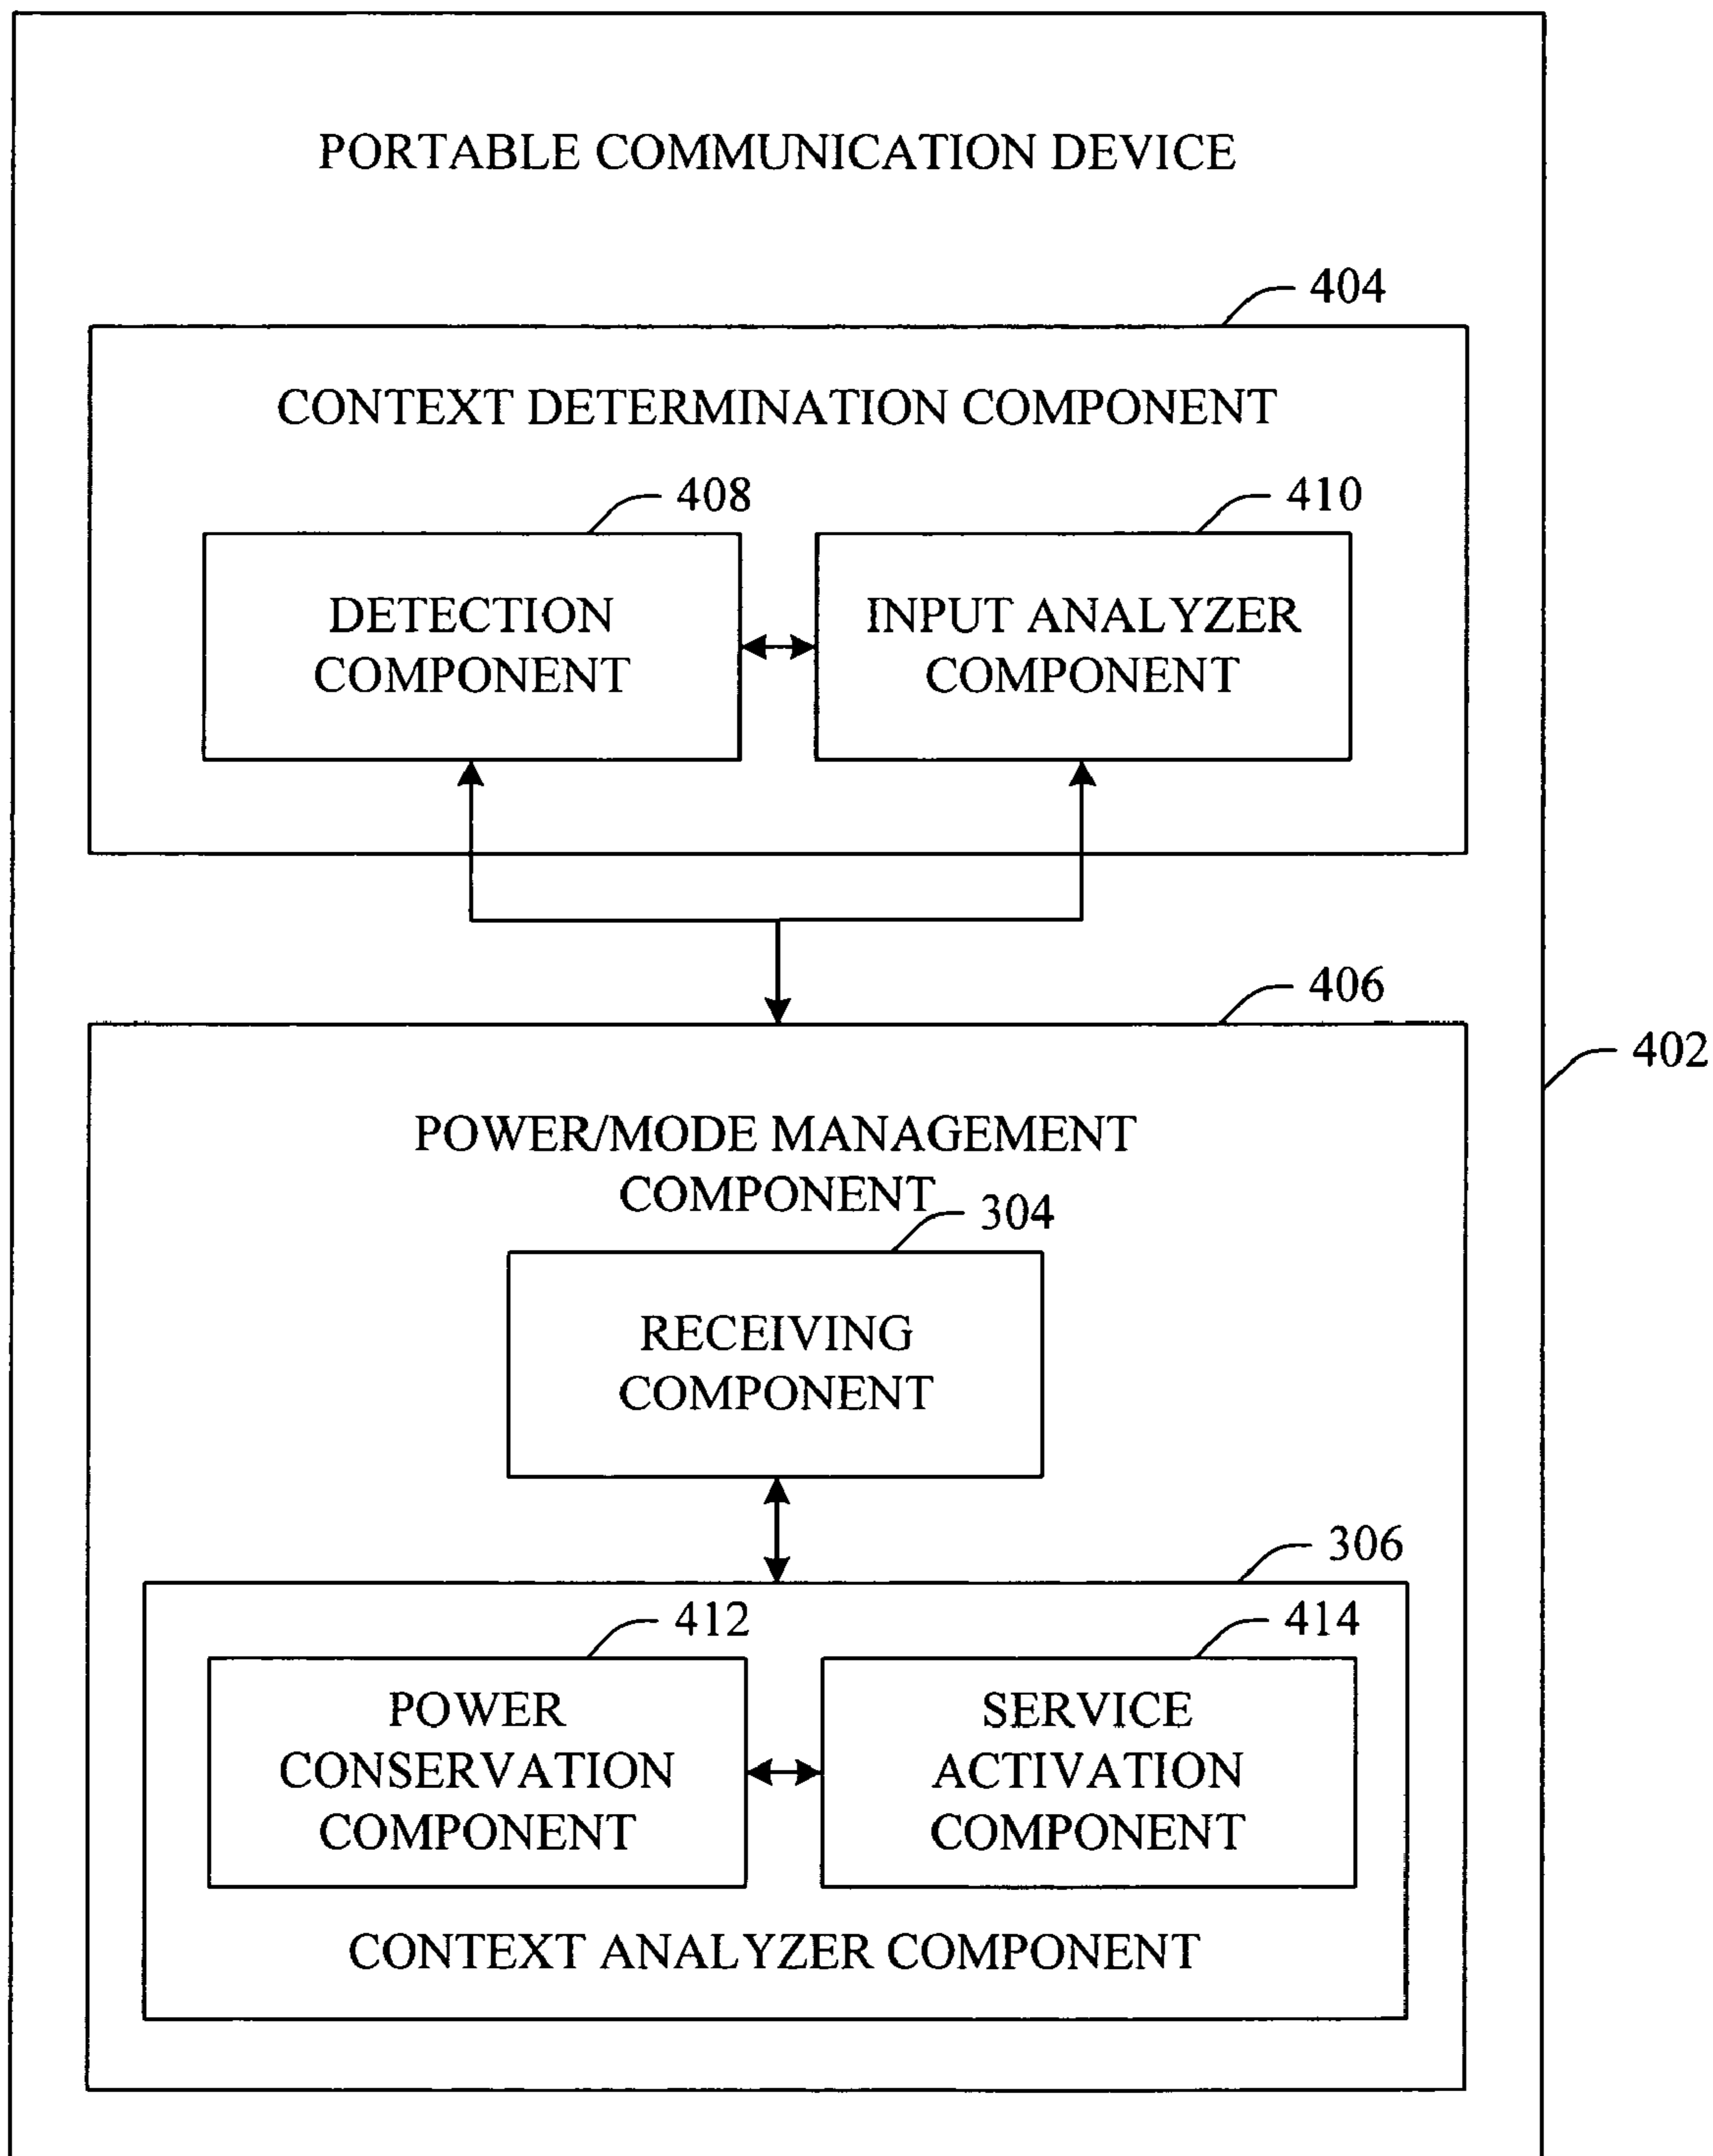 PORTABLE COMMUNICATION DEVICE
404
CONTEXT DETERMINATION COMPONENT
408
410
DETECTION
COMPONENT
INPUT ANALYZER
COMPONENT
406
402
POWER/MODE MANAGEMENT
COMPONENT
304
RECEIVING
COMPONENT
306
412
414
POWER
CONSERVATION
COMPONENT
SERVICE
ACTIVATION
COMPONENT
CONTEXT ANALYZER COMPONENT